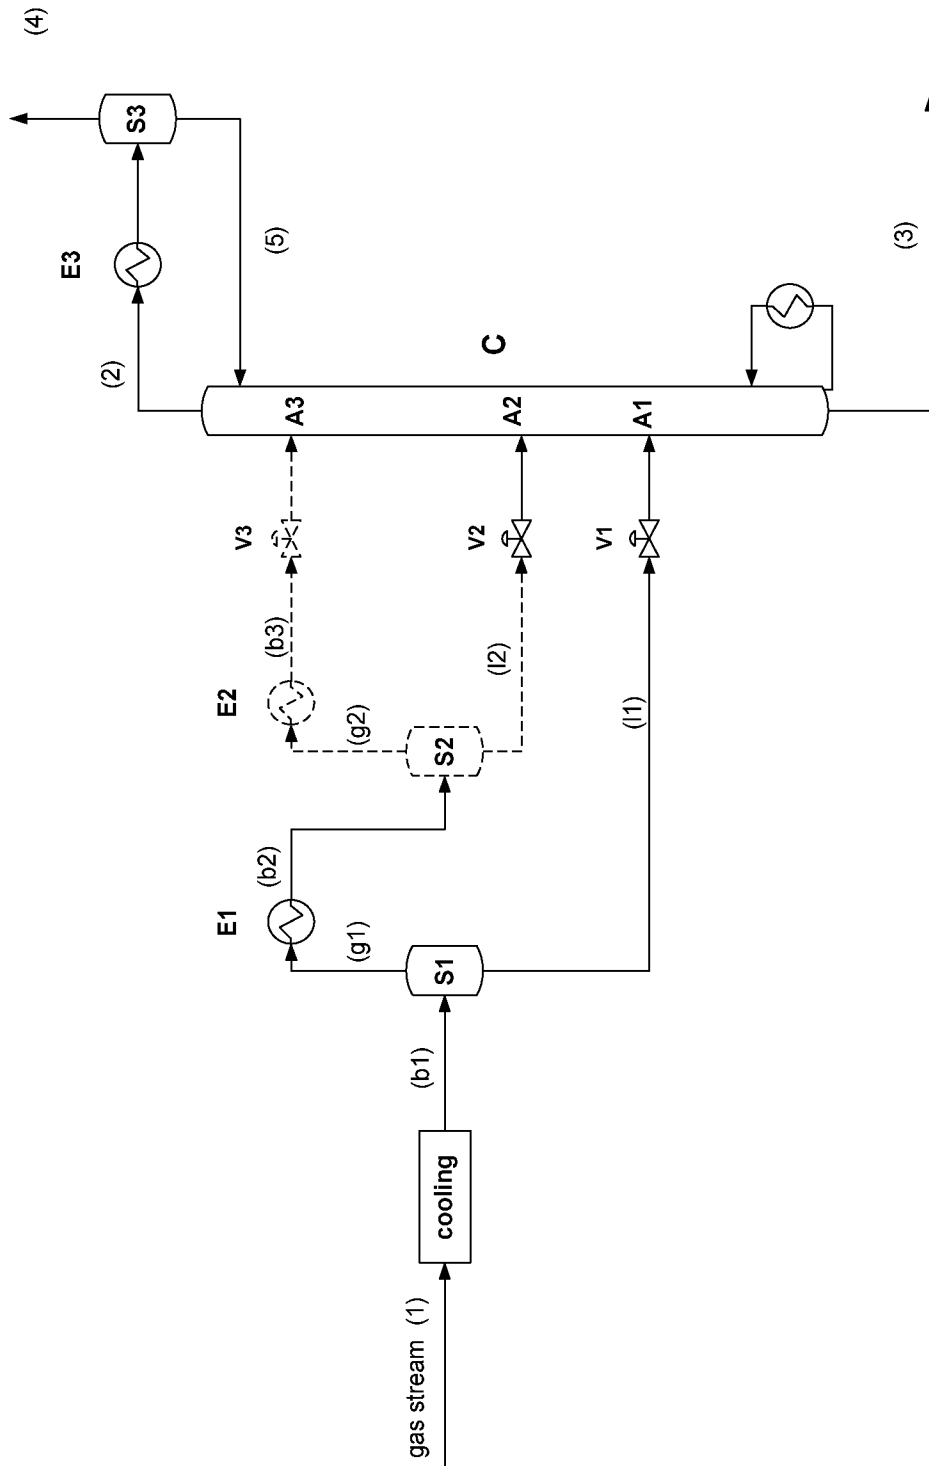 gas stream (1)
cooling
(b1)
S1
(g1)
E1
(b2)
S2
(g2)
E2
(b3)
V3
A3
(l2)
V2
A2
(l1)
V1
A1
C
(2)
E3
S3
(4)
(5)
(3)